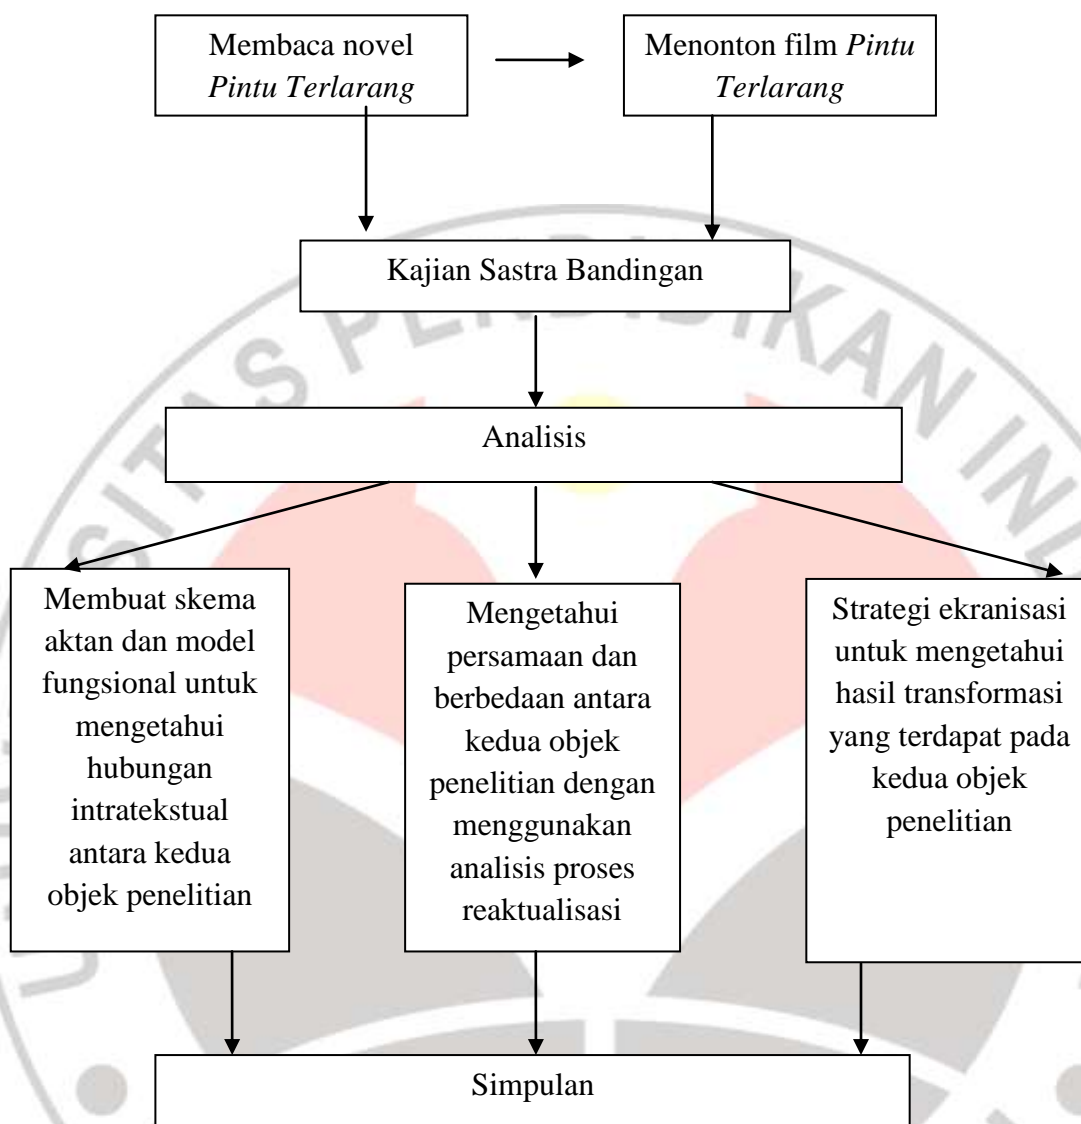 Membaca novel
Pintu Terlarang
Menonton film Pintu
Terlarang
Kajian Sastra Bandingan
Analisis
Membuat skema
aktan dan model
fungsional untuk
mengetahui
hubungan
intratekstual
antara kedua
objek penelitian
Mengetahui
persamaan dan
berbedaan antara
kedua objek
penelitian dengan
menggunakan
analisis proses
reaktualisasi
Strategi ekranisasi
untuk mengetahui
hasil transformasi
yang terdapat pada
kedua objek
penelitian
Simpulan